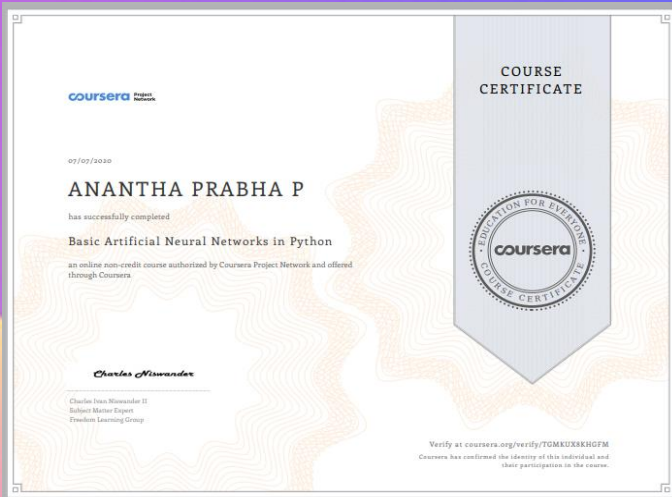 coursera Project Network
07/07/2020
ANANTHA PRABHA P
has successfully completed
Basic Artificial Neural Networks in Python
an online non-credit course authorized by Coursera Project Network and offered
through Coursera
Charles Niswander
Charles Ivan Niswander II
Subject Matter Expert
Freedom Learning Group
COURSE
CERTIFICATE
EDUCATION FOR EVERYONE
coursera
COURSE CERTIFICATE
Verify at coursera.org/verify/TGMKUX8KHGFM
Coursera has confirmed the identity of this individual and
their participation in the course.